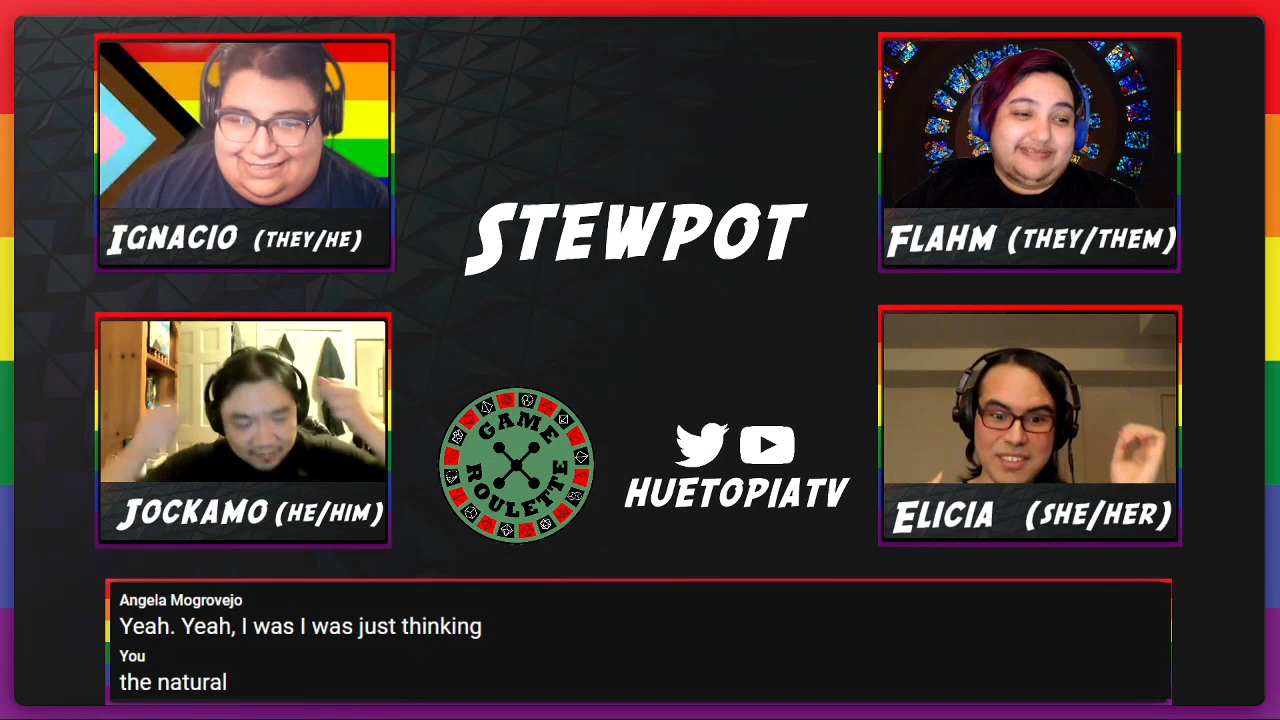 IGNACIO (THEY/HE)
FLAHM (THEY/THEM)
STEWPOT
JOCKAMO (HE/HIM)
GAME
ROULETTE
HUETOPIATV
ELICIA (SHE/HER)
Angela Mogrovejo
Yeah. Yeah, I was I was just thinking
You
the natural